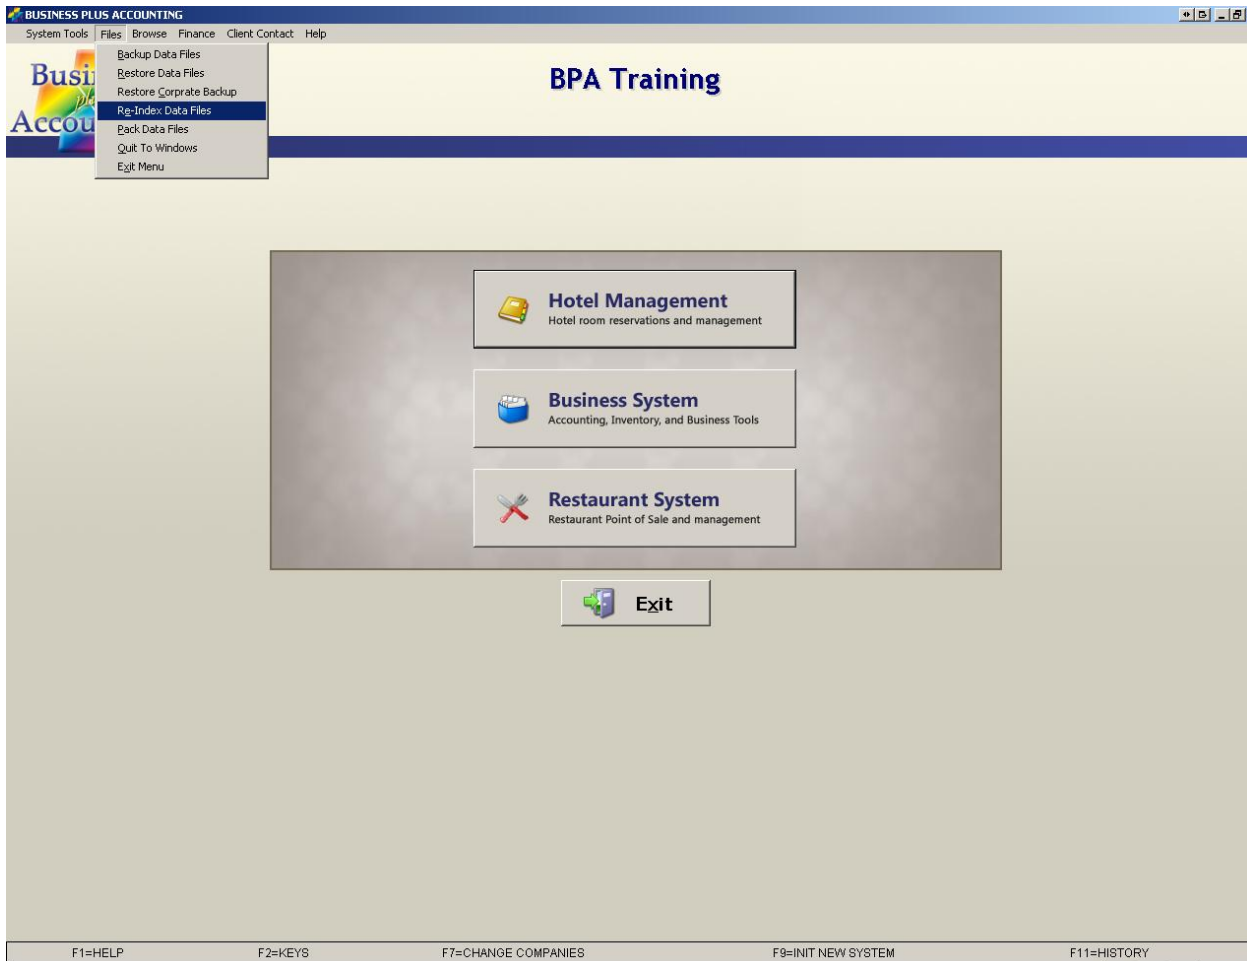 BUSINESS PLUS ACCOUNTING
System Tools Files Browse Finance Client Contact Help
Backup Data Files
Restore Data Files
Restore Corprate Backup
Re-Index Data Files
Pack Data Files
Quit To Windows
Exit Menu
Busi
Accou
BPA Training
Hotel Management
Hotel room reservations and management
Business System
Accounting, Inventory, and Business Tools
Restaurant System
Restaurant Point of Sale and management
Exit
F1=HELP F2=KEYS F7=CHANGE COMPANIES F9=INIT NEW SYSTEM F11=HISTORY